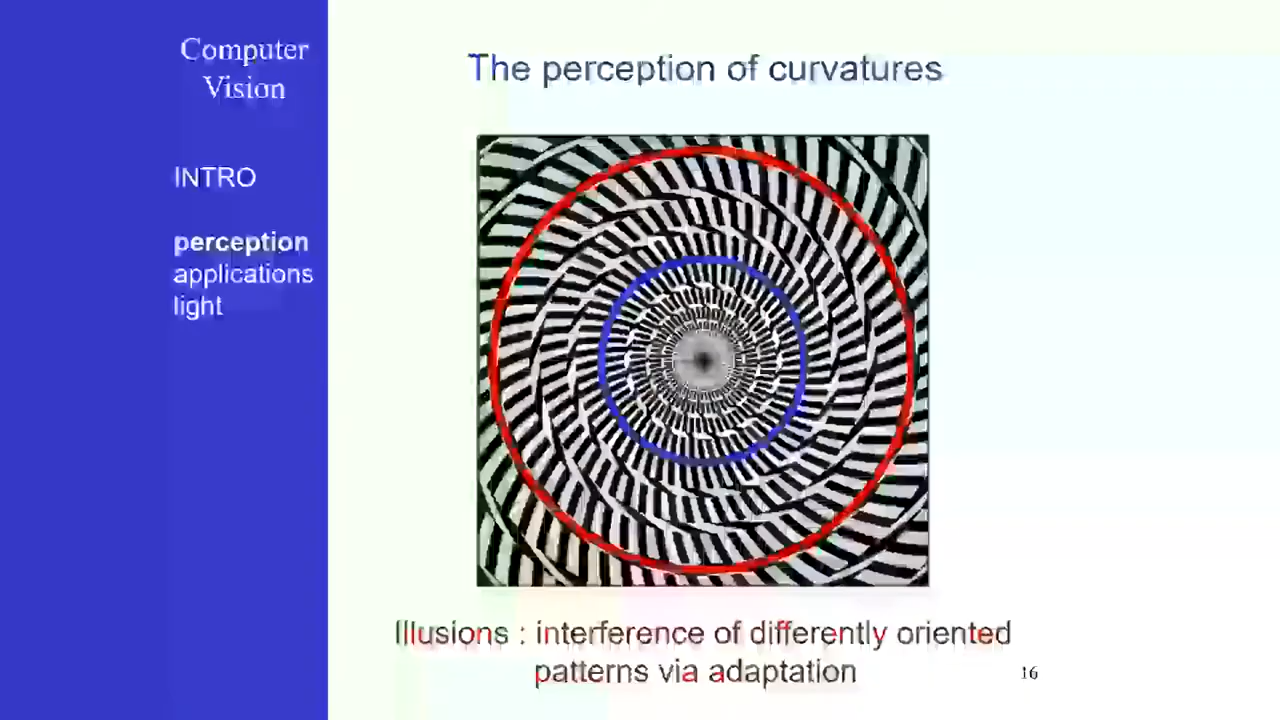 Computer
Vision
INTRO
perception
applications
light
The perception of curvatures
Illusions : interference of differently oriented
patterns via adaptation
16